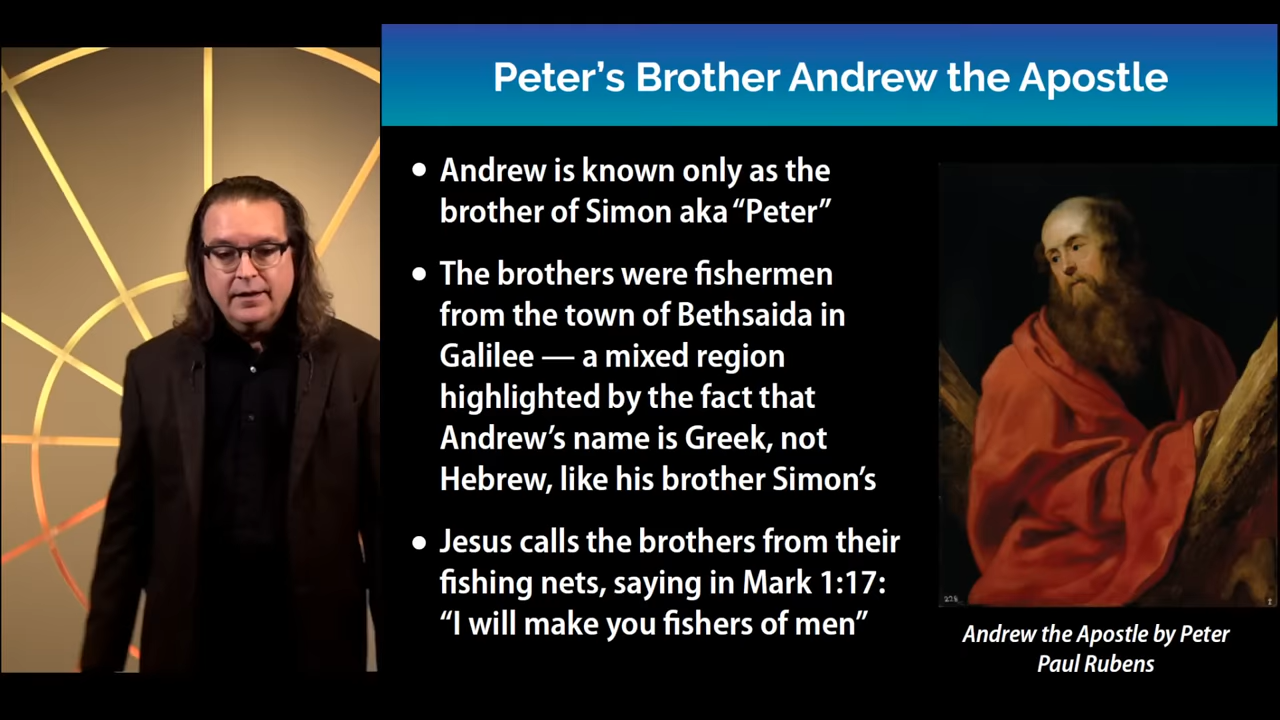 Peter’s Brother Andrew the Apostle
• Andrew is known only as the
brother of Simon aka “Peter”
• The brothers were fishermen
from the town of Bethsaida in
Galilee — a mixed region
highlighted by the fact that
Andrew’s name is Greek, not
Hebrew, like his brother Simon’s
• Jesus calls the brothers from their
fishing nets, saying in Mark 1:17:
“I will make you fishers of men”
Andrew the Apostle by Peter
Paul Rubens